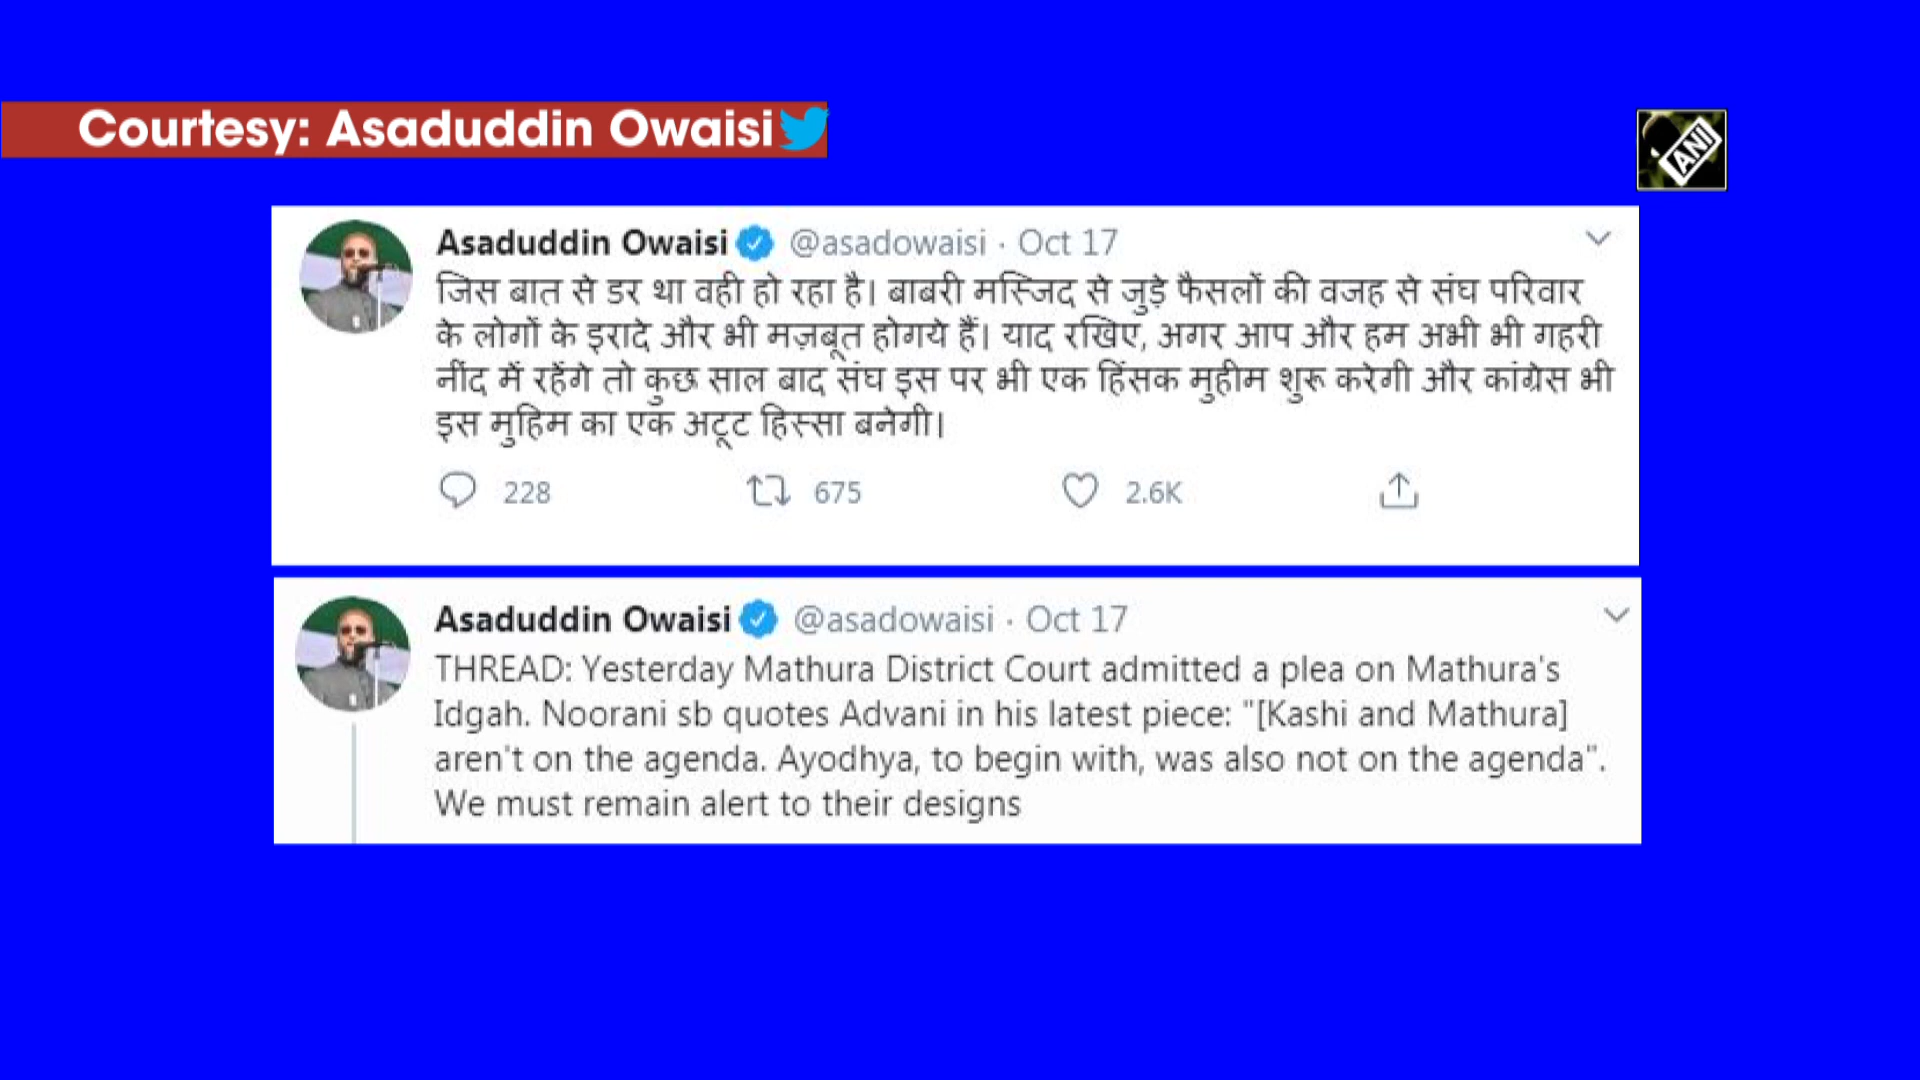 Courtesy: Asaduddin Owaisi
ANI
Asaduddin Owaisi @asadowaisi · Oct 17
जिस बात से डर था वही हो रहा है। बाबरी मस्जिद से जुड़े फैसलों की वजह से संघ परिवार
के लोगों के इरादे और भी मज़बूत होगये हैं। याद रखिए, अगर आप और हम अभी भी गहरी
नींद में रहेंगे तो कुछ साल बाद संघ इस पर भी एक हिंसक मुहीम शुरू करेगी और कांग्रेस भी
इस मुहिम का एक अटूट हिस्सा बनेगी।
228 675 2.6K
Asaduddin Owaisi @asadowaisi · Oct 17
THREAD: Yesterday Mathura District Court admitted a plea on Mathura's
Idgah. Noorani sb quotes Advani in his latest piece: "[Kashi and Mathura]
aren't on the agenda. Ayodhya, to begin with, was also not on the agenda".
We must remain alert to their designs